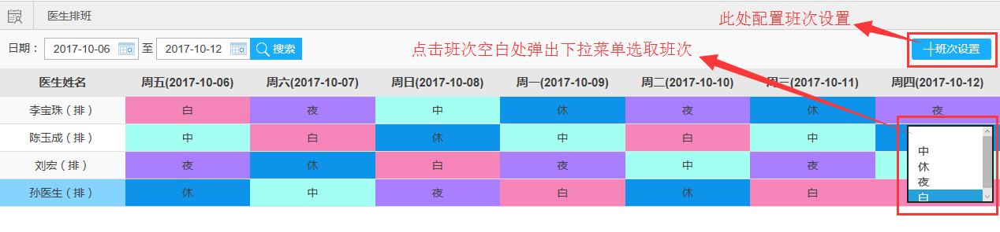 医生排班
此处配置班次设置
日期： 2017-10-06 至 2017-10-12 搜索
点击班次空白处弹出下拉菜单选取班次
班次设置
医生姓名 周五(2017-10-06) 周六(2017-10-07) 周日(2017-10-08) 周一(2017-10-09) 周二(2017-10-10) 周三(2017-10-11) 周四(2017-10-12)
李宝珠（排） 白 夜 中 休 夜 休 夜
陈玉成（排） 中 白 休 中 白 中
刘宏（排） 夜 休 白 夜 中 夜
孙医生（排） 休 中 夜 白 休 白
中
休
夜
白